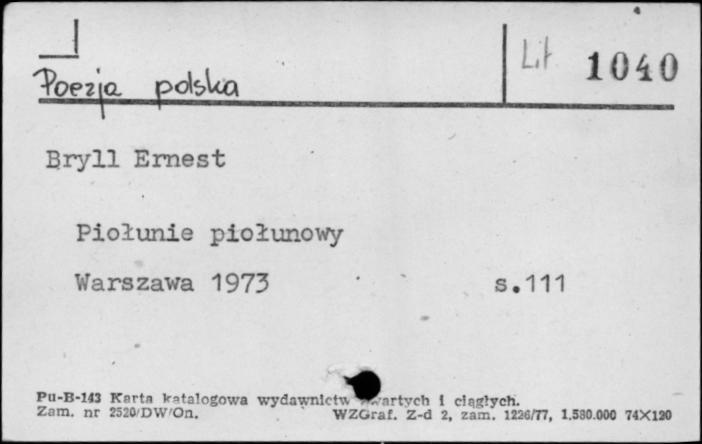 Lit 1040
Poezja polska
Bryll Ernest
Piołunie piołunowy
Warszawa 1973 s.111
Pu-B-143 Karta katalogowa wydawnictw zwartych i ciągłych.
Zam. nr 2520/DW/On. WZGraf. Z-d 2, zam. 1226/77, 1.580.000 74X120